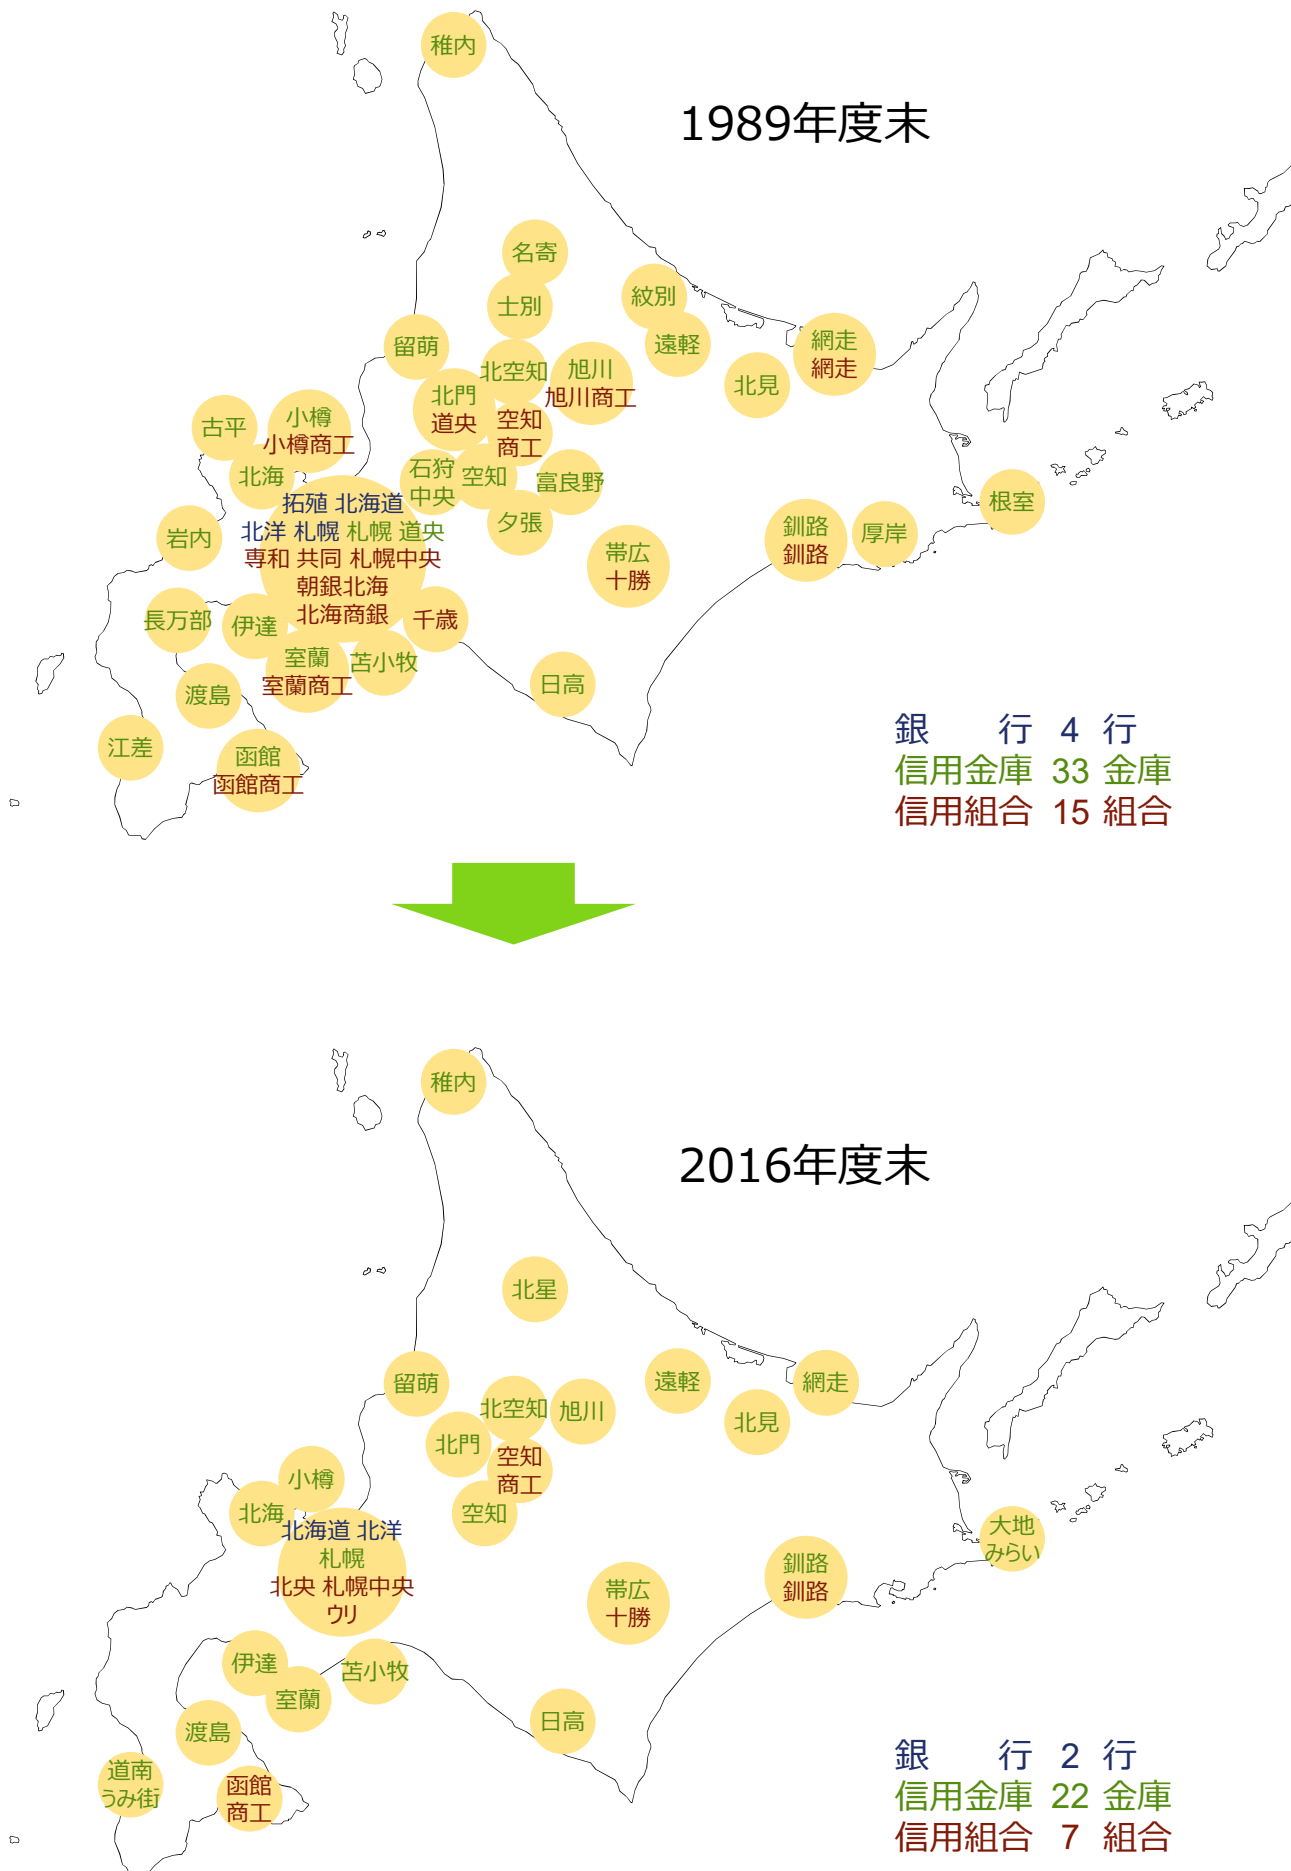 稚内
1989年度末
名寄
士別
紋別
遠軽
網走
網走
留萌
北空知
旭川
旭川商工
北見
北門
道央
空知
商工
古平
小樽
小樽商工
北海
石狩
中央
空知
富良野
夕張
拓殖 北海道
北洋 札幌 札幌 道央
専和 共同 札幌中央
朝銀北海
北海商銀
岩内
帯広
十勝
釧路
釧路
厚岸
根室
長万部
伊達
千歳
室蘭
室蘭商工
苫小牧
日高
渡島
江差
函館
函館商工
銀 行 4 行
信用金庫 33 金庫
信用組合 15 組合
稚内
2016年度末
北星
留萌
北空知
旭川
遠軽
北見
網走
北門
空知
商工
空知
小樽
北海
北海道 北洋
札幌
北央 札幌中央
ウリ
帯広
十勝
釧路
釧路
大地
みらい
伊達
室蘭
苫小牧
日高
渡島
道南
うみ街
函館
商工
銀 行 2 行
信用金庫 22 金庫
信用組合 7 組合